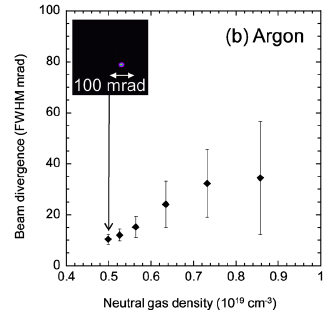 100
80
60
40
20
0
Beam divergence (FWHM mrad)
(b) Argon
100 mrad
0.4 0.5 0.6 0.7 0.8 0.9 1
Neutral gas density (10¹⁹ cm⁻³)